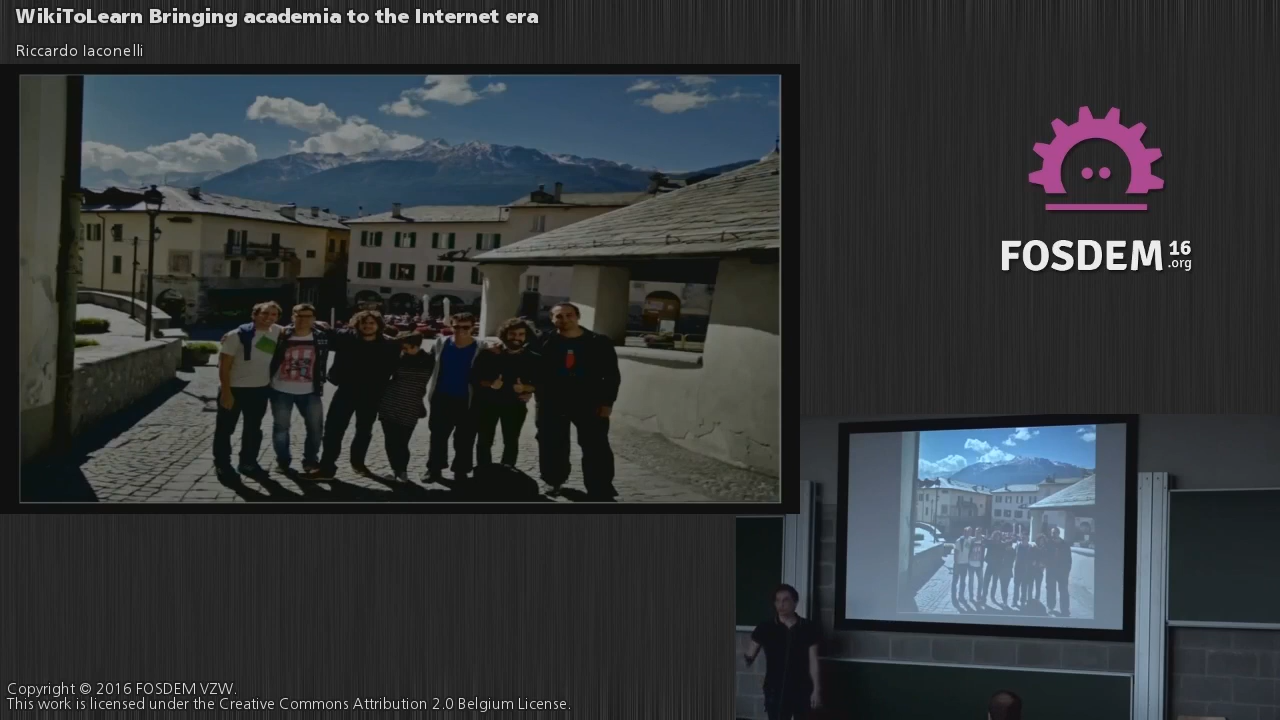 WikiToLearn Bringing academia to the Internet era
Riccardo Iaconelli
FOSDEM 16
.org
Copyright © 2016 FOSDEM VZW.
This work is licensed under the Creative Commons Attribution 2.0 Belgium License.